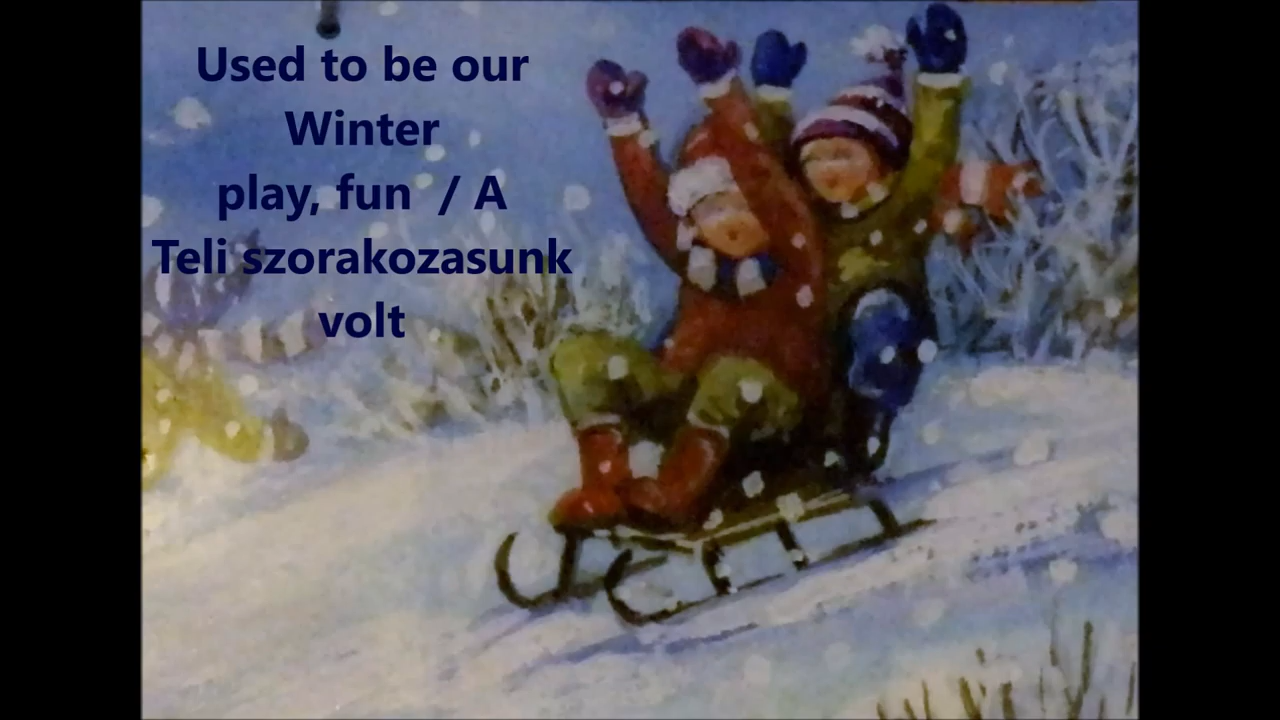 Used to be our
Winter
play, fun  / A
Teli szorakozasunk
volt